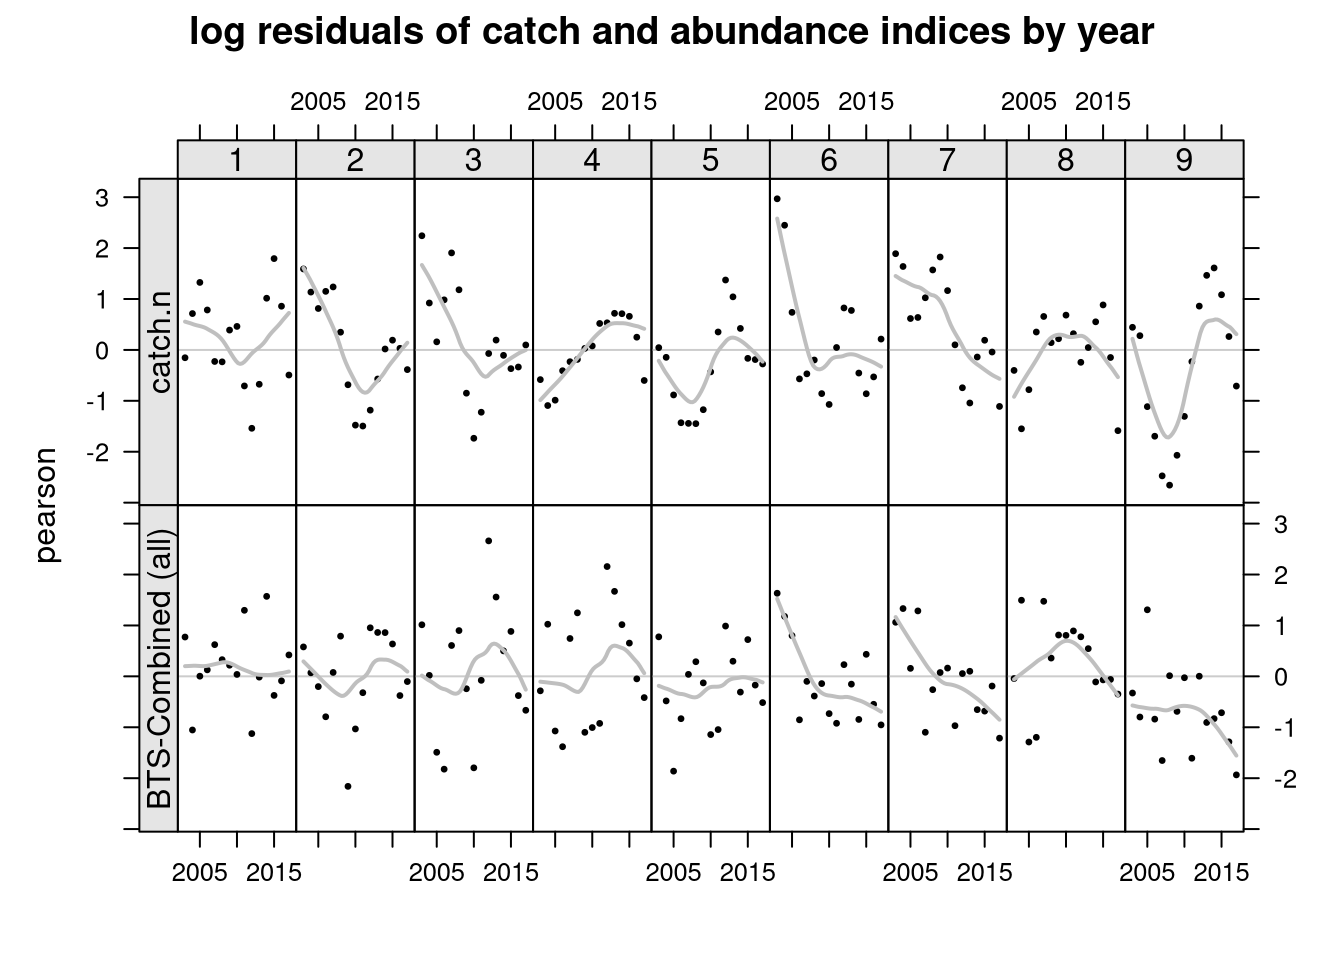 log residuals of catch and abundance indices by year
2005 2015 2005 2015 2005 2015 2005 2015
1 2 3 4 5 6 7 8 9
3
2
1
0
-1
-2
catch.n
pearson
BTS-Combined (all)
3
2
1
0
-1
-2
2005 2015 2005 2015 2005 2015 2005 2015 2005 2015